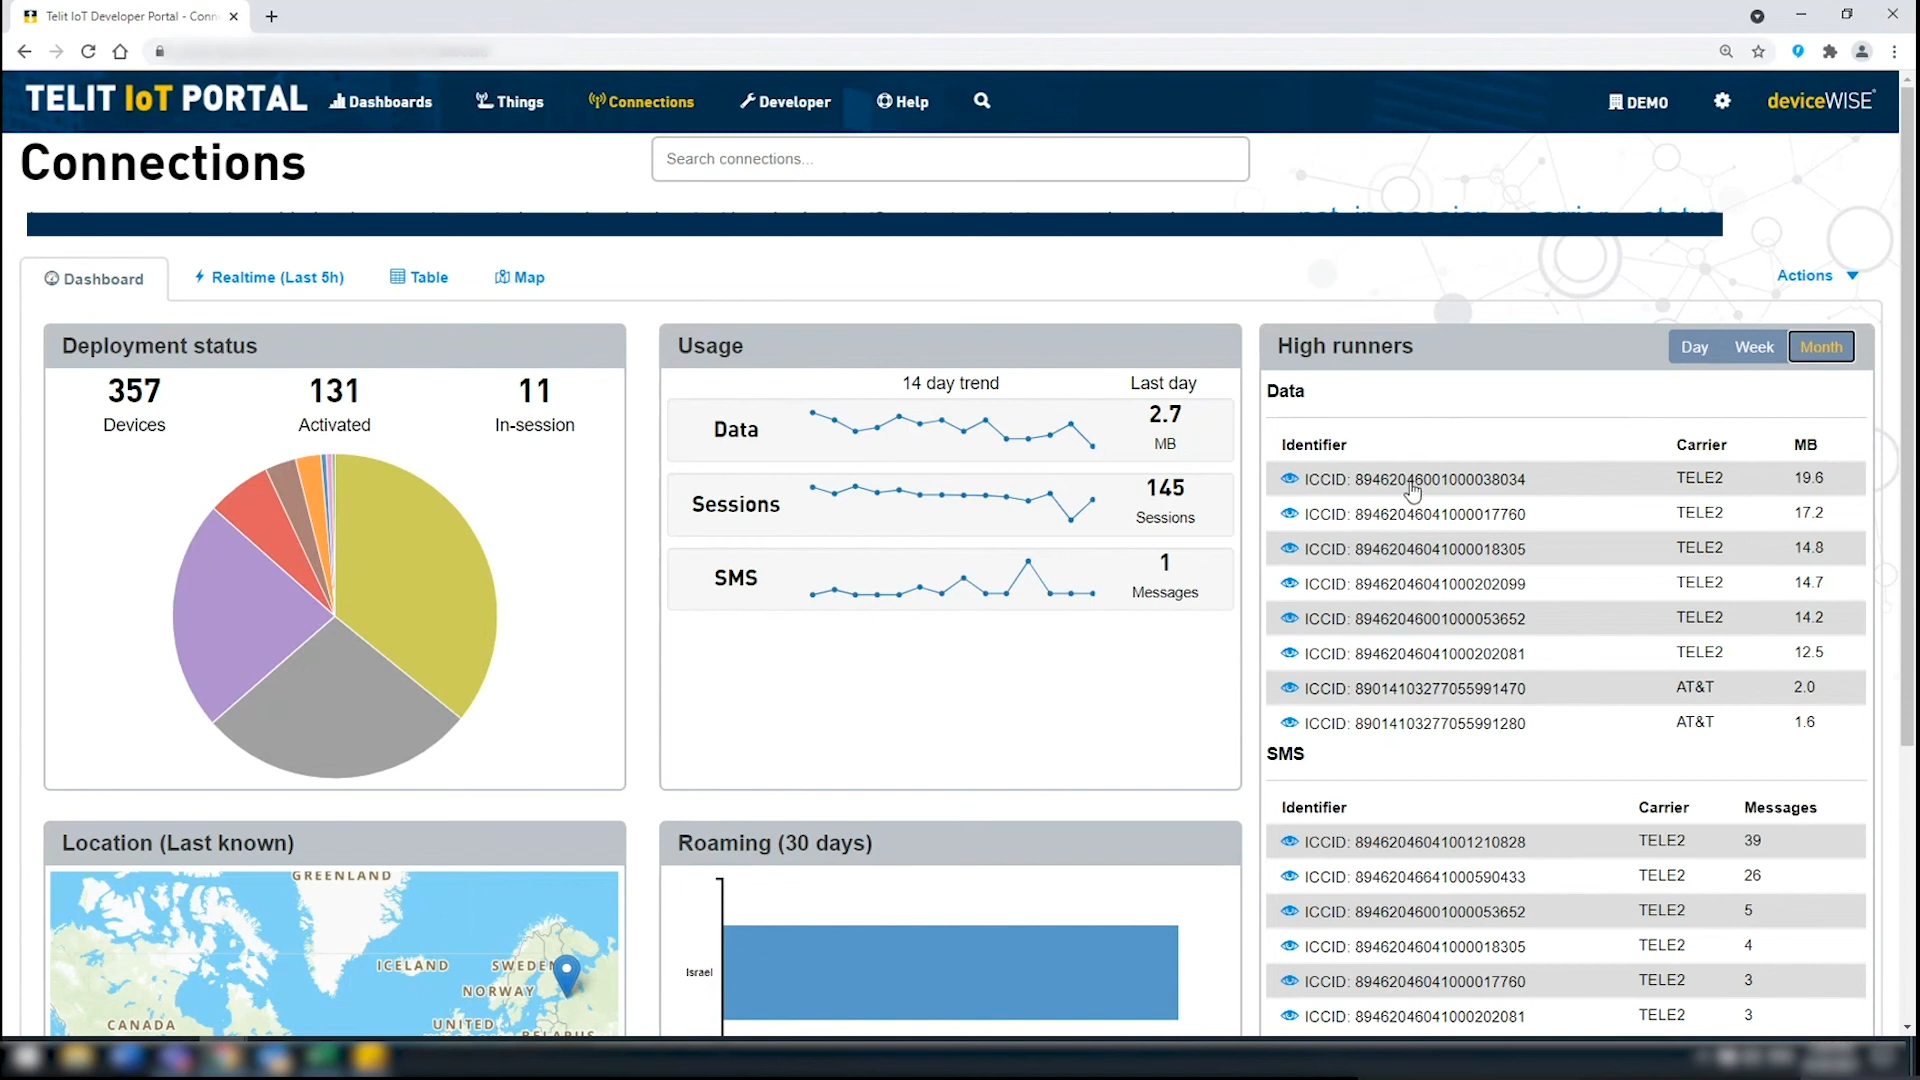 Telit IoT Developer Portal - Conn
TELIT IoT PORTAL
Dashboards
Things
Connections
Developer
Help
DEMO
deviceWISE
Connections
Search connections...
Dashboard
Realtime (Last 5h)
Table
Map
Actions
Deployment status
357
131
11
Devices
Activated
In-session
Usage
14 day trend
Last day
Data
2.7
MB
Sessions
145
Sessions
SMS
1
Messages
High runners
Day
Week
Month
Data
Identifier
Carrier
MB
ICCID: 89462046001000038034 TELE2 19.6
ICCID: 89462046041000017760 TELE2 17.2
ICCID: 89462046041000018305 TELE2 14.8
ICCID: 89462046041000202099 TELE2 14.7
ICCID: 89462046001000053652 TELE2 14.2
ICCID: 89462046041000202081 TELE2 12.5
ICCID: 89014103277055991470 AT&T 2.0
ICCID: 89014103277055991280 AT&T 1.6
SMS
Identifier
Carrier
Messages
ICCID: 89462046041001210828 TELE2 39
ICCID: 89462046641000590433 TELE2 26
ICCID: 89462046001000053652 TELE2 5
ICCID: 89462046041000018305 TELE2 4
ICCID: 89462046041000017760 TELE2 3
ICCID: 89462046041000202081 TELE2 3
Location (Last known)
GREENLAND
ICELAND
SWEDEN
NORWAY
CANADA
UNITED
BELARUS
Roaming (30 days)
Israel